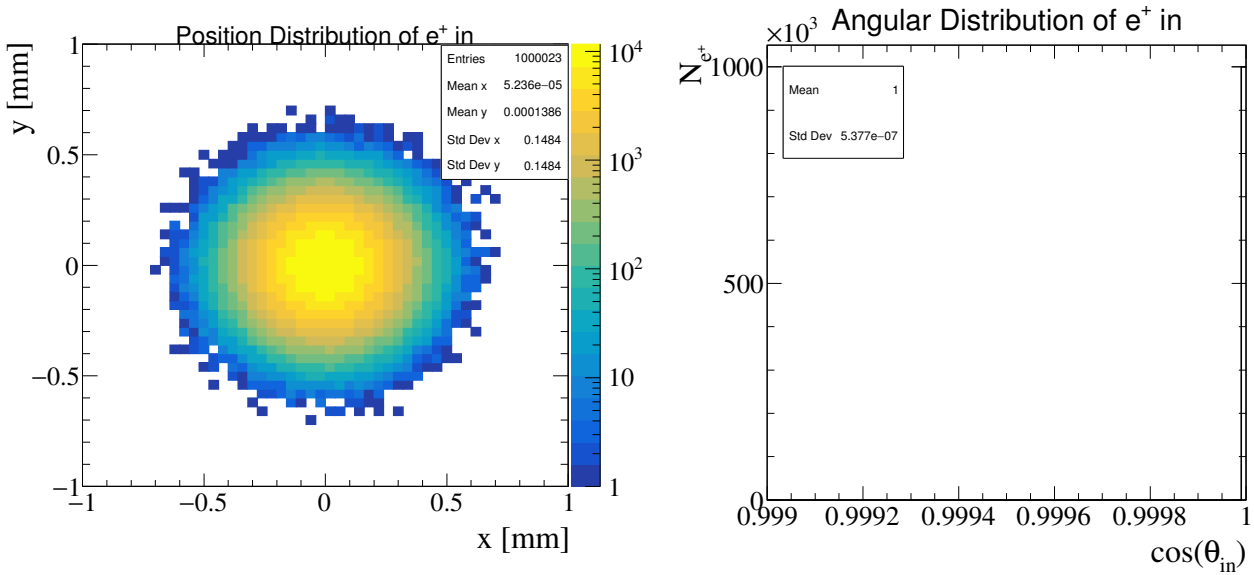 Position Distribution of e⁺ in
y [mm]
1
0.5
0
−0.5
−1
Entries 1000023
Mean x 5.236e−05
Mean y 0.0001386
Std Dev x 0.1484
Std Dev y 0.1484
10⁴
10³
10²
10
1
−1 −0.5 0 0.5 1
x [mm]
Angular Distribution of e⁺ in
×10³
N_e⁺
1000
500
0
Mean 1
Std Dev 5.377e−07
0.999 0.9992 0.9994 0.9996 0.9998 1
cos(θ_in)